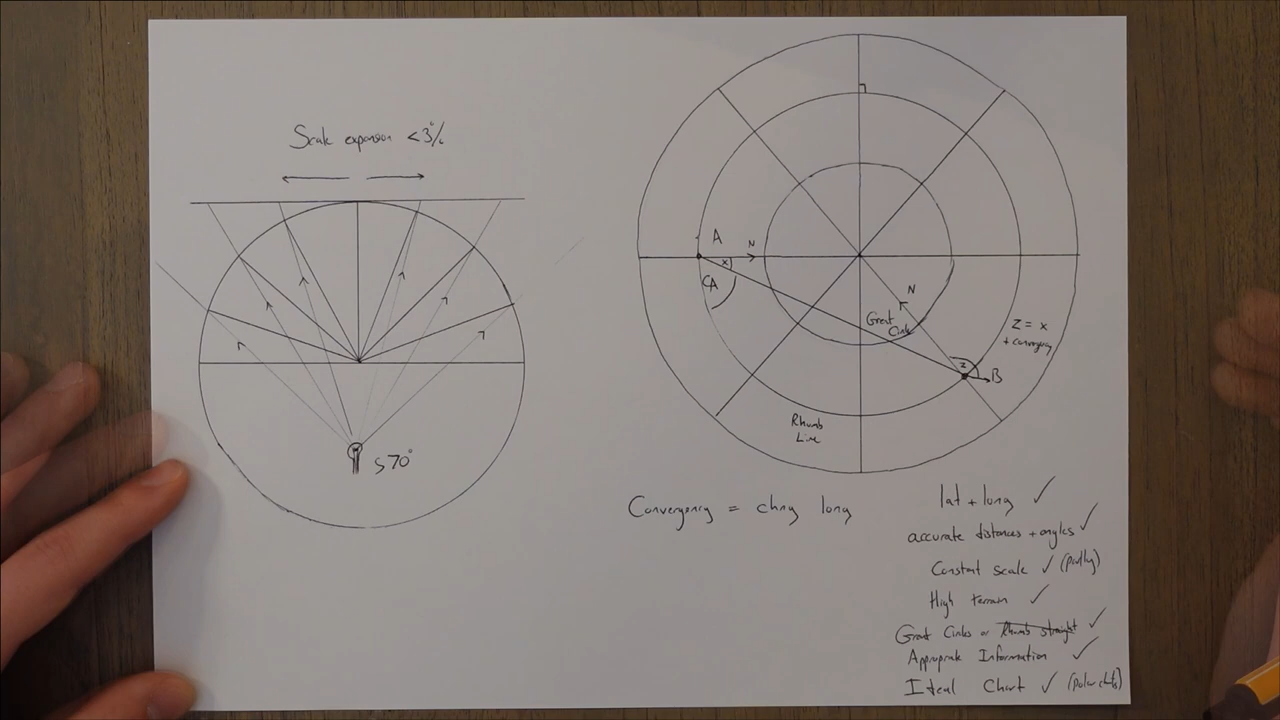 Scale expansion <3%
S70°
A
N
x
CA
N
Great
Circle
Z
B
Z = x
+ convergency
Rhumb
Line
Convergency = chng long
lat + long ✓
accurate distances + angles ✓
Constant scale ✓ (partly)
High terrain ✓
Great Circles or Rhumb straight ✓
Appropriate Information ✓
Ideal Chart ✓ (polar charts)